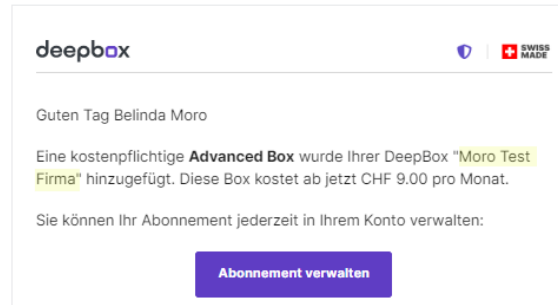 deepbox
SWISS
MADE
Guten Tag Belinda Moro
Eine kostenpflichtige Advanced Box wurde Ihrer DeepBox "Moro Test
Firma" hinzugefügt. Diese Box kostet ab jetzt CHF 9.00 pro Monat.
Sie können Ihr Abonnement jederzeit in Ihrem Konto verwalten:
Abonnement verwalten